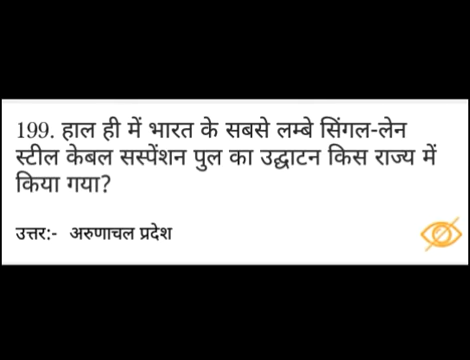 199. हाल ही में भारत के सबसे लम्बे सिंगल-लेन
स्टील केबल सस्पेंशन पुल का उद्घाटन किस राज्य में
किया गया?
उत्तर:- अरुणाचल प्रदेश